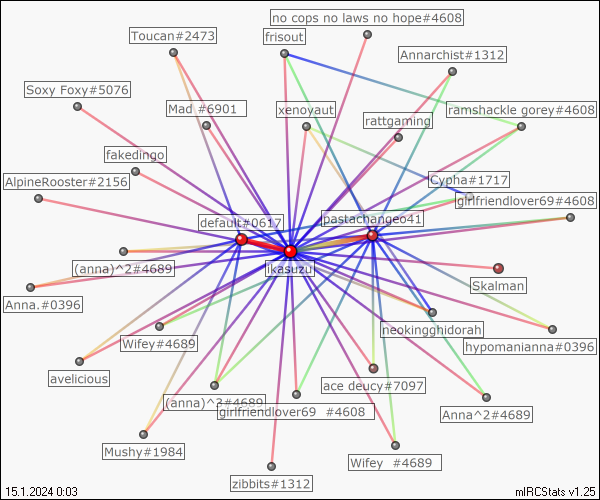 no cops no laws no hope#4608
Toucan#2473
frisout
Annarchist#1312
Soxy Foxy#5076
Mad #6901
xenoyaut
ramshackle gorey#4608
rattgaming
fakedingo
AlpineRooster#2156
Cypha#1717
girlfriendlover69#4608
default#0617
pastachangeo41
(anna)^2#4689
ikasuzu
Skalman
Anna.#0396
neokingghidorah
Wifey#4689
hypomanianna#0396
avelicious
ace deucy#7097
(anna)^3#4689
girlfriendlover69 #4608
Anna^2#4689
Mushy#1984
Wifey #4689
zibbits#1312
15.1.2024 0:03
mIRCStats v1.25